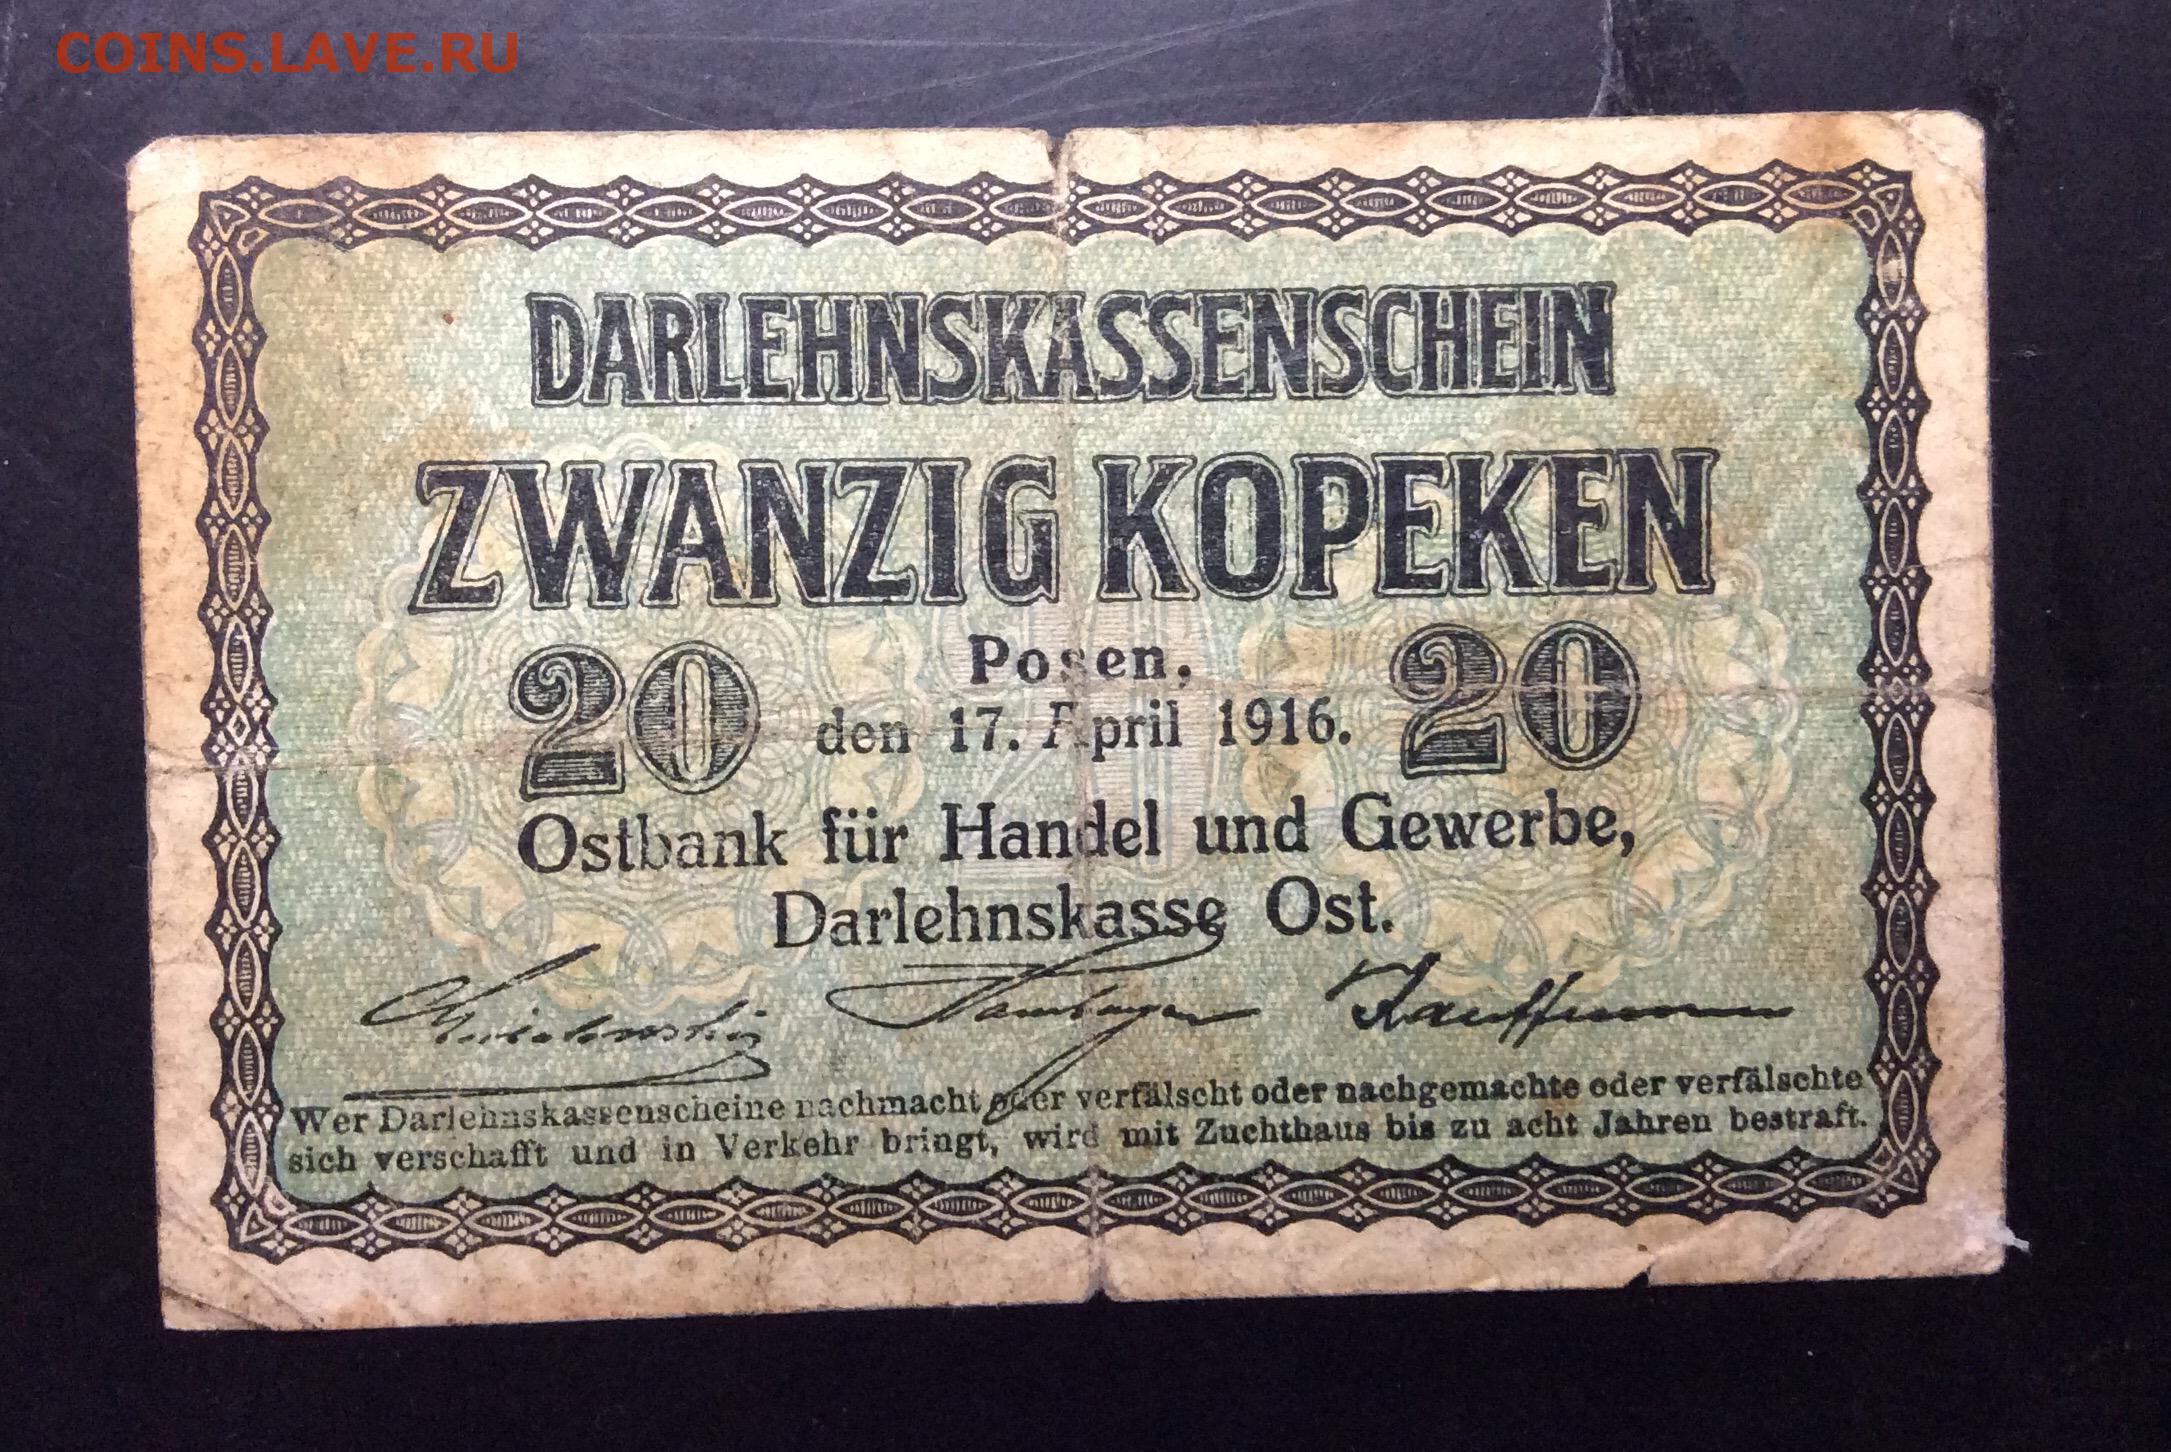 COINS.LAVE.RU
DARLEHNSKASSENSCHEIN
ZWANZIG KOPEKEN
20 Posen, 20
den 17. April 1916.
Ostbank für Handel und Gewerbe,
Darlehnskasse Ost.
Kauffmann
Wer Darlehnskassenscheine nachmacht oder verfälscht oder nachgemachte oder verfälschte
sich verschafft und in Verkehr bringt, wird mit Zuchthaus bis zu acht Jahren bestraft.